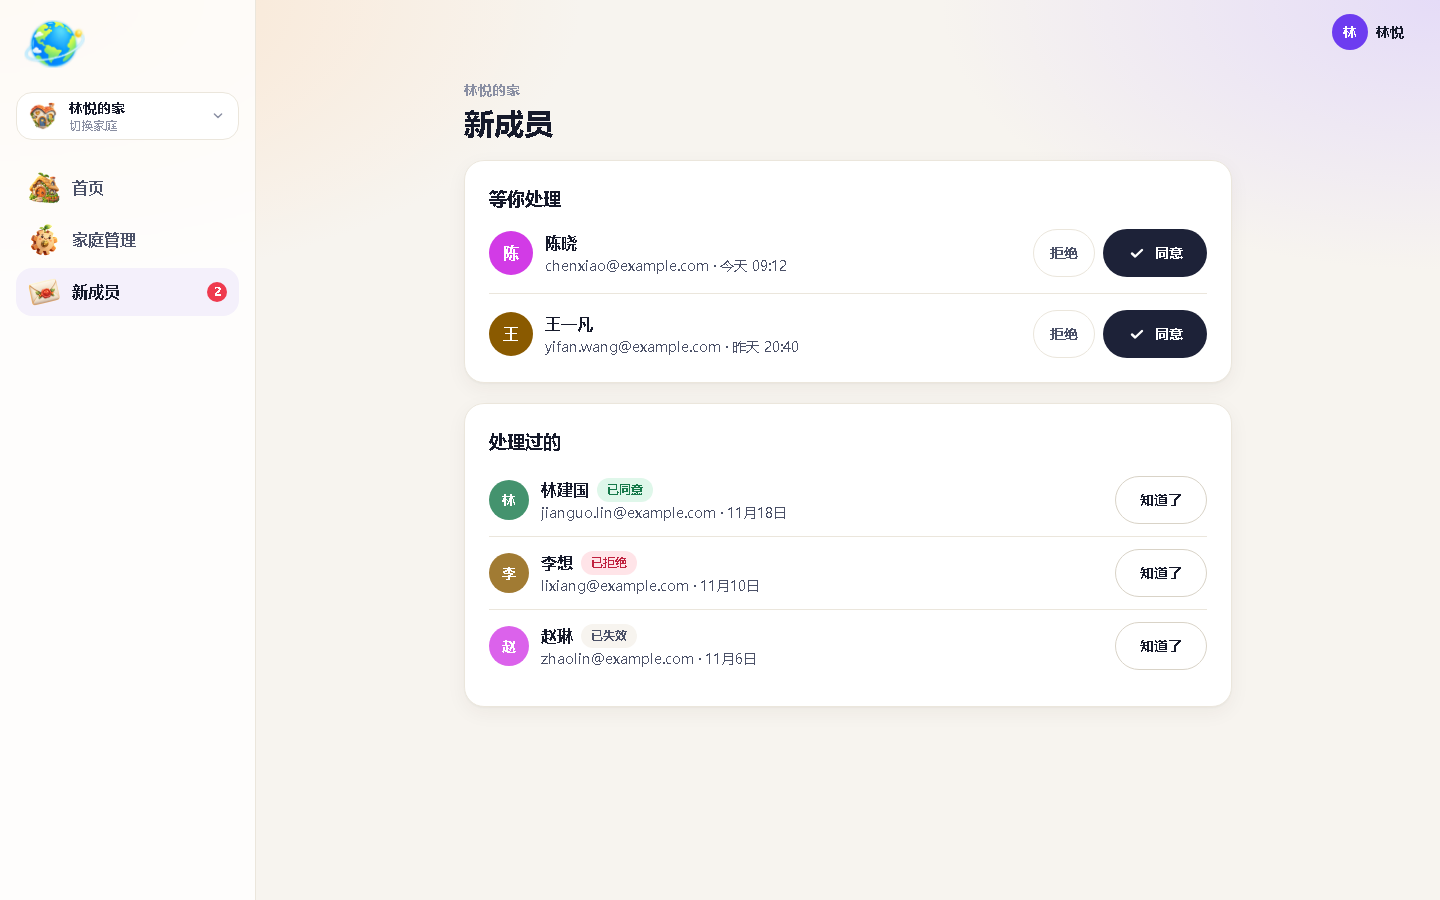 林悦的家
切换家庭
首页
家庭管理
新成员
2
林
林悦
林悦的家
新成员
等你处理
陈
陈晓
chenxiao@example.com · 今天 09:12
拒绝
同意
王
王一凡
yifan.wang@example.com · 昨天 20:40
拒绝
同意
处理过的
林
林建国 已同意
jianguo.lin@example.com · 11月18日
知道了
李
李想 已拒绝
lixiang@example.com · 11月10日
知道了
赵
赵琳 已失效
zhaolin@example.com · 11月6日
知道了